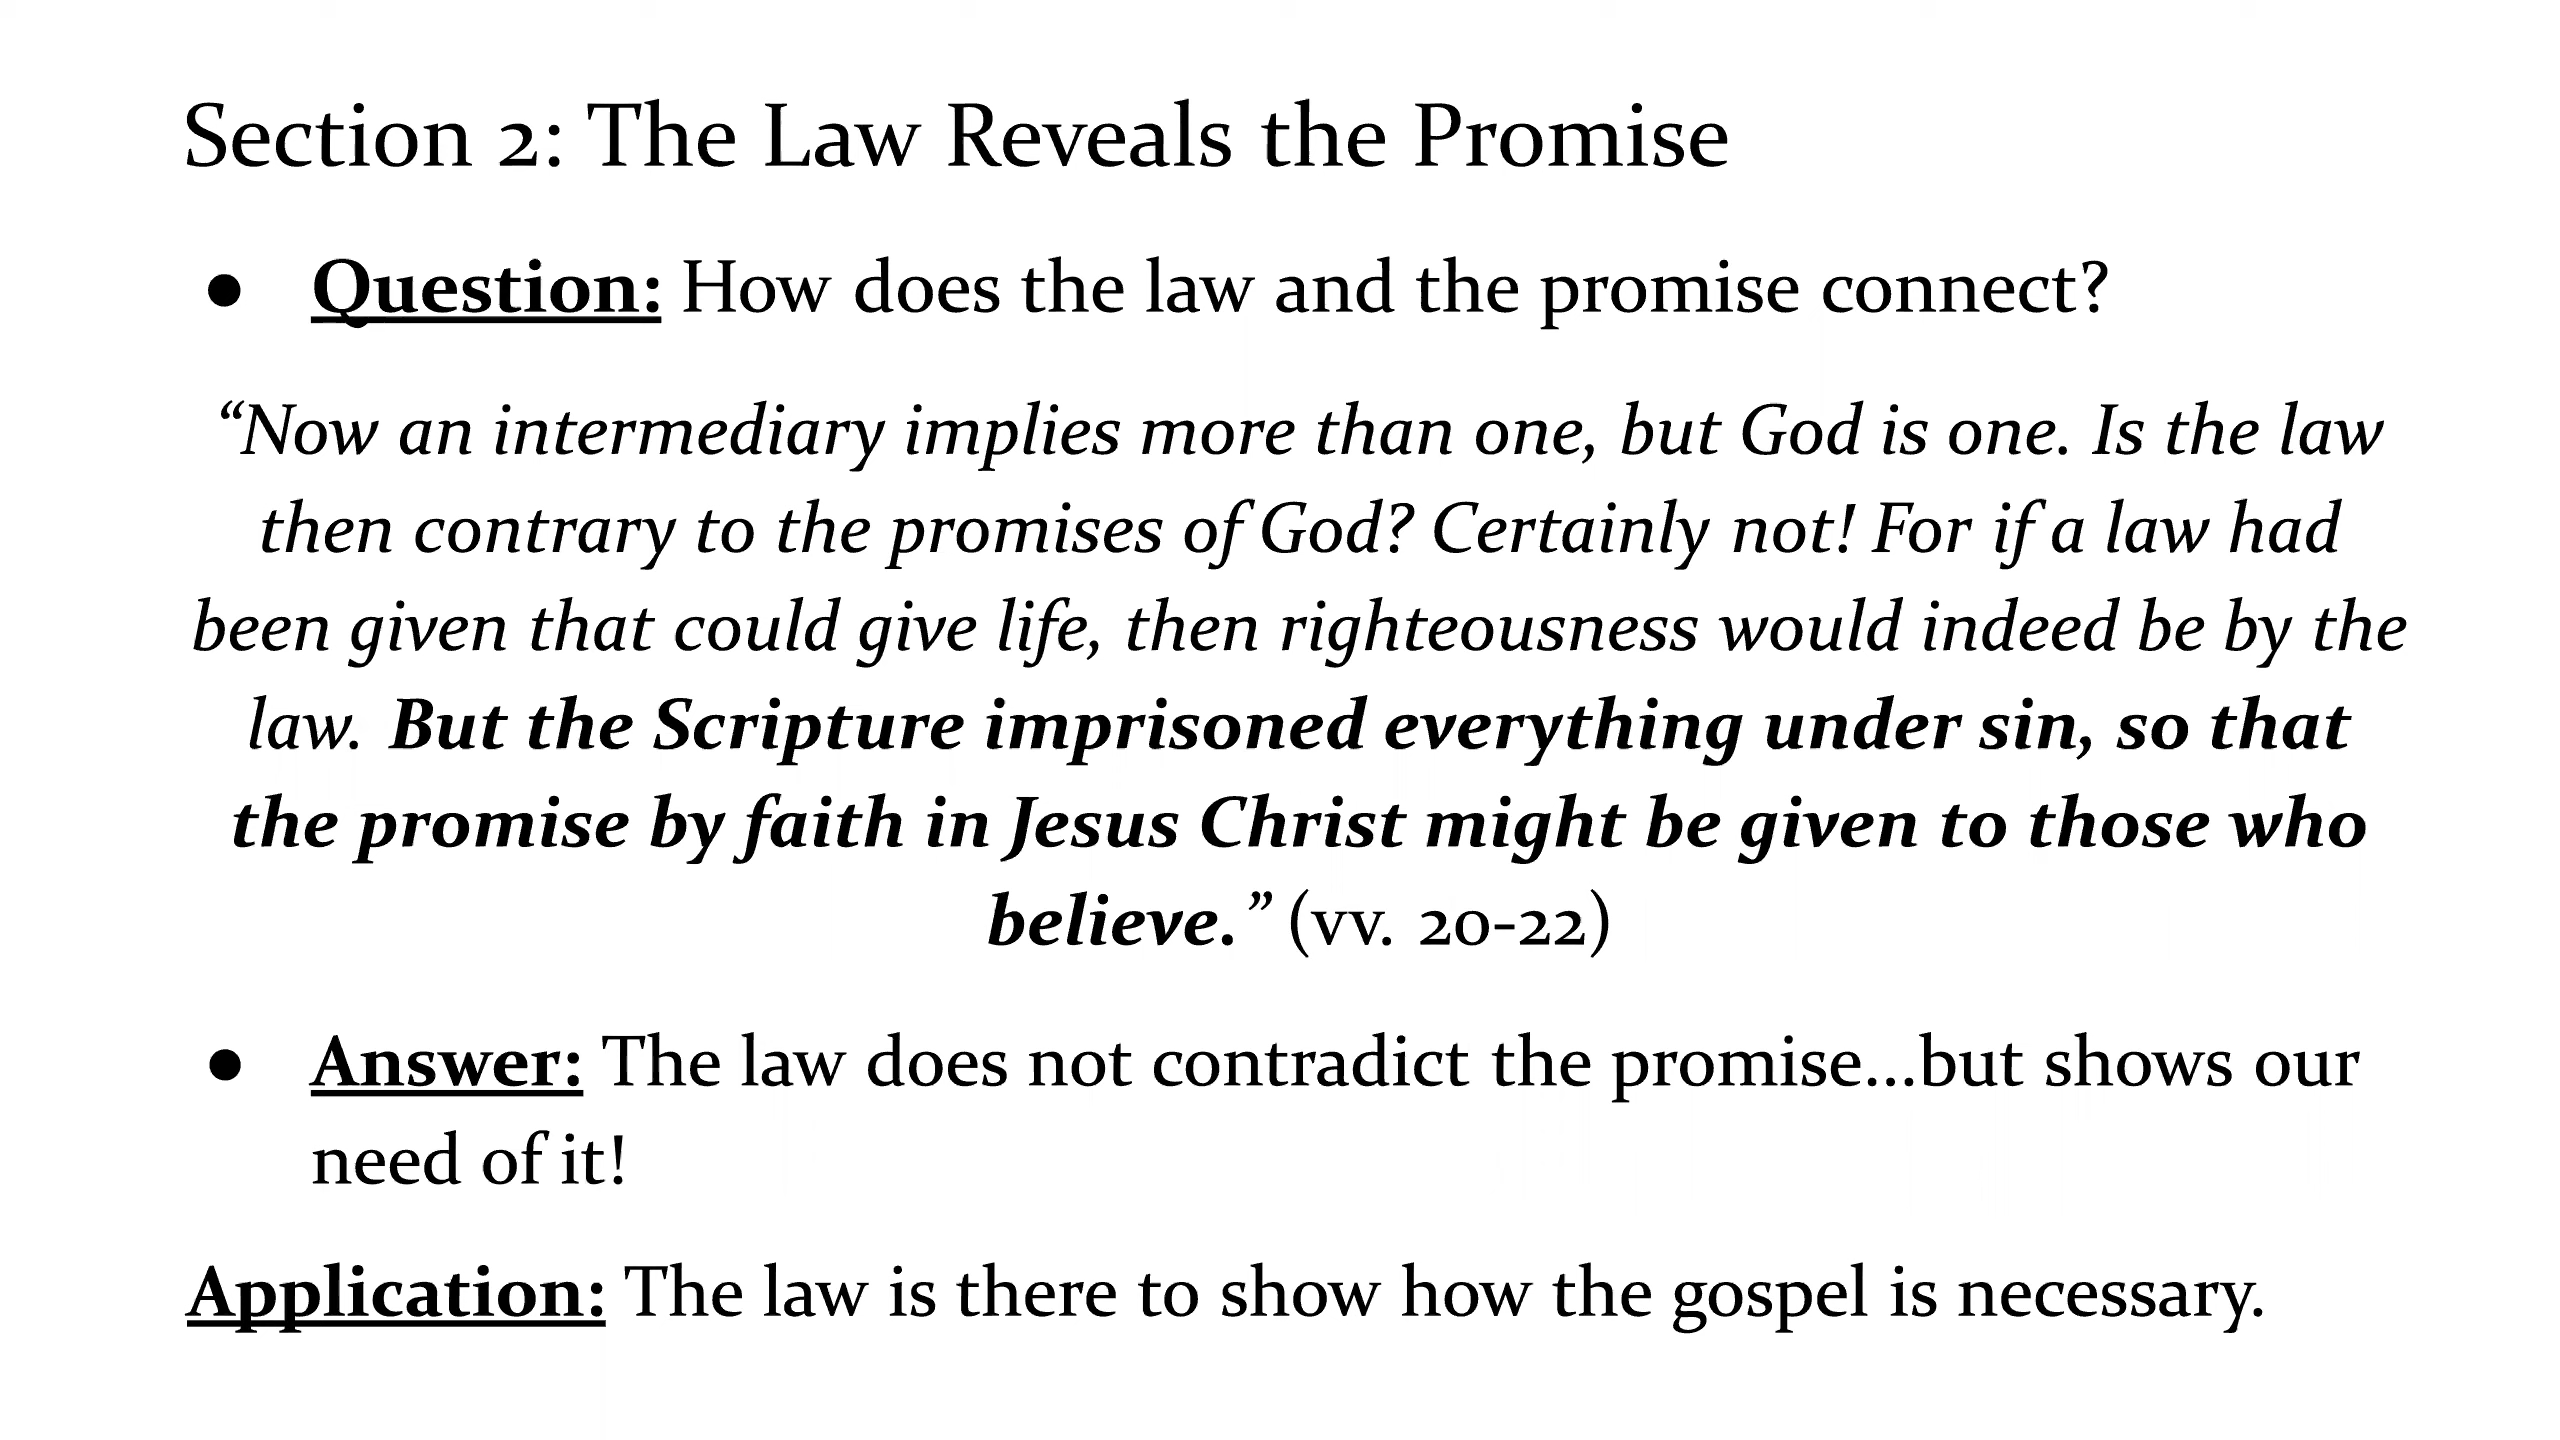 Section 2: The Law Reveals the Promise
● Question: How does the law and the promise connect?
“Now an intermediary implies more than one, but God is one. Is the law
then contrary to the promises of God? Certainly not! For if a law had
been given that could give life, then righteousness would indeed be by the
law. But the Scripture imprisoned everything under sin, so that
the promise by faith in Jesus Christ might be given to those who
believe.” (vv. 20-22)
● Answer: The law does not contradict the promise...but shows our
need of it!
Application: The law is there to show how the gospel is necessary.